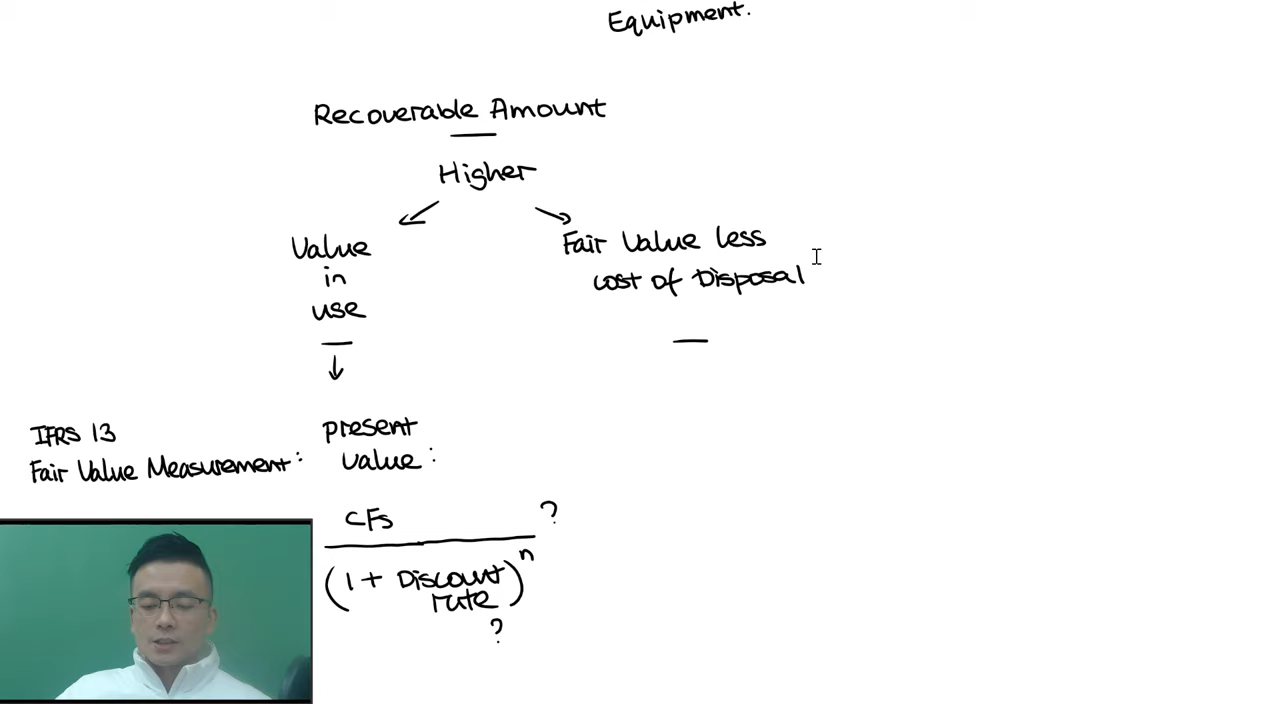 Equipment.
Recoverable Amount
Higher
Value
in
use
Fair Value less
cost of Disposal
IFRS 13
Fair Value Measurement:
present
value:
CFs ?
(1 + Discount
rate)^n
?